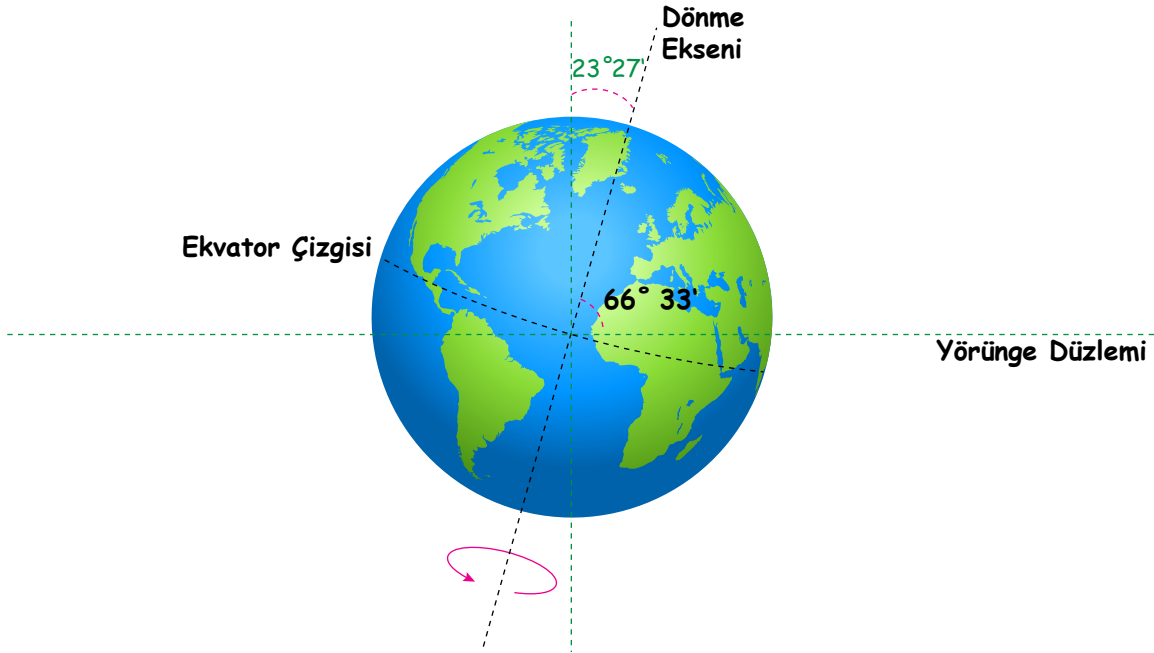 Dönme
Ekseni
23°27'
Ekvator Çizgisi
66° 33'
Yörünge Düzlemi